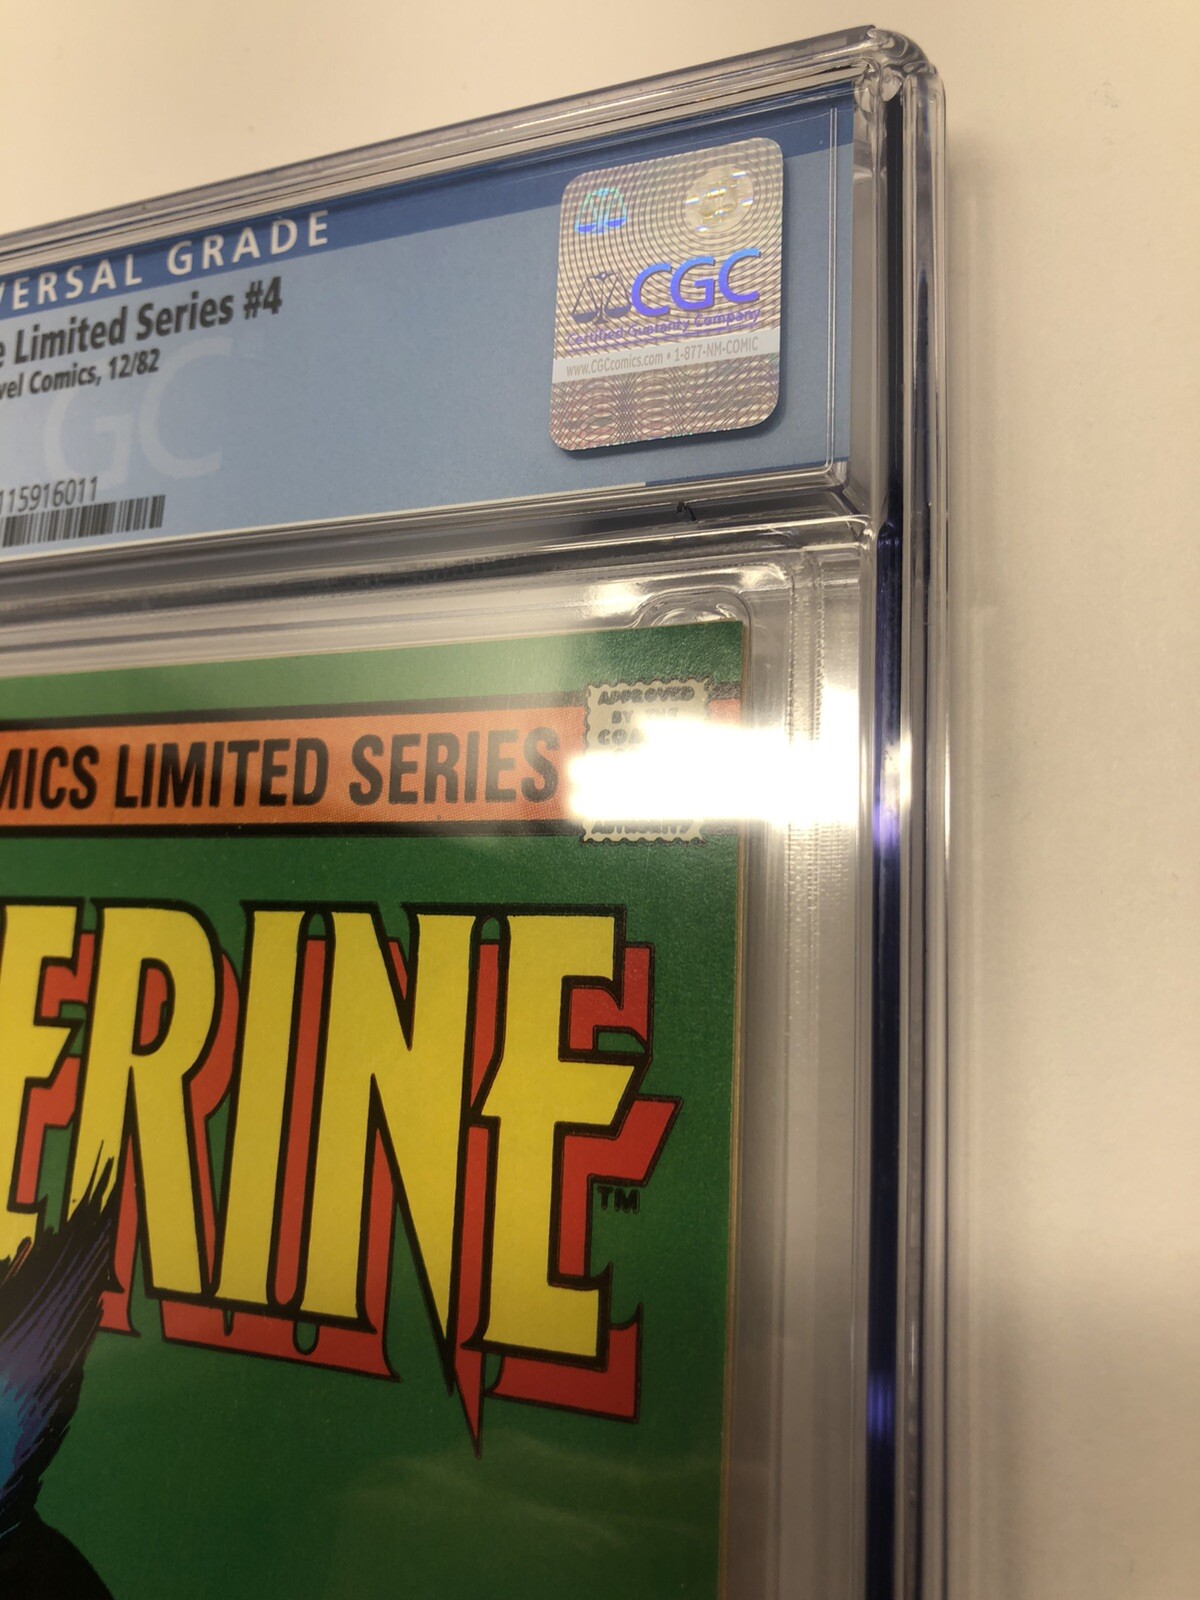 VERSAL GRADE
e Limited Series #4
vel Comics, 12/82
CGC
115916011
CGC
Certified Guaranty Company
www.CGCcomics.com • 1-877-NM-COMIC
MICS LIMITED SERIES
APPROVED
BY THE
ERINE
TM